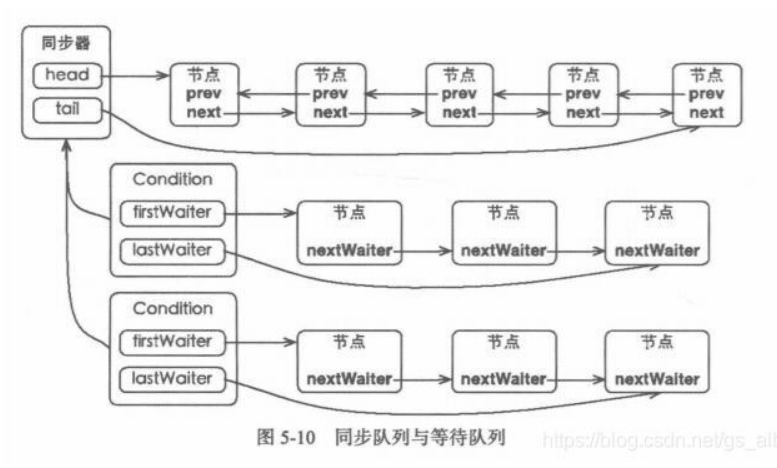 同步器
head
tail
节点 节点 节点 节点 节点
prev prev prev prev prev
next next next next next
Condition
firstWaiter
lastWaiter
节点 节点 节点
nextWaiter nextWaiter nextWaiter
Condition
firstWaiter
lastWaiter
节点 节点 节点
nextWaiter nextWaiter nextWaiter
图 5-10 同步队列与等待队列
https://blog.csdn.net/gs_alb